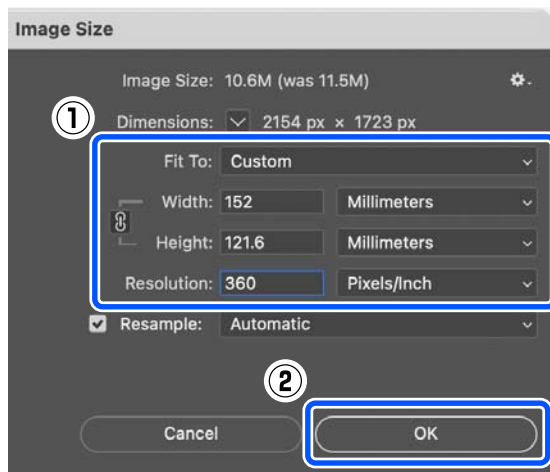 Image Size
Image Size: 10.6M (was 11.5M)
①
Dimensions: 2154 px × 1723 px
Fit To: Custom
Width: 152 Millimeters
Height: 121.6 Millimeters
Resolution: 360 Pixels/Inch
Resample: Automatic
②
Cancel OK